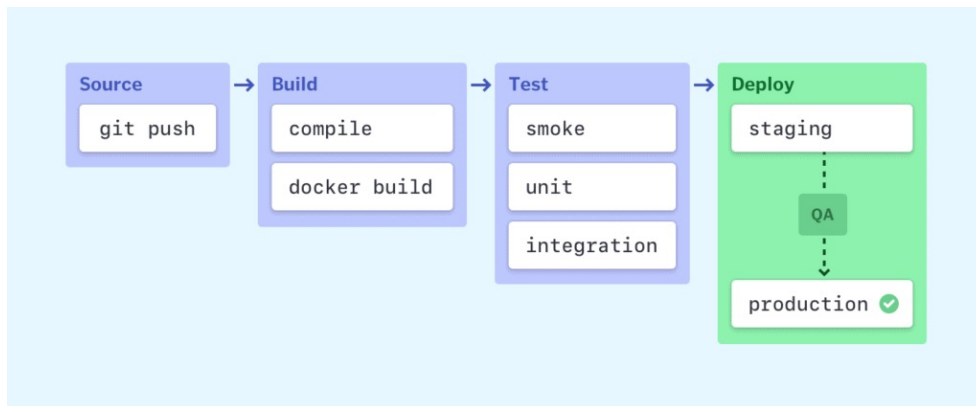 Source
git push
Build
compile
docker build
Test
smoke
unit
integration
Deploy
staging
QA
production